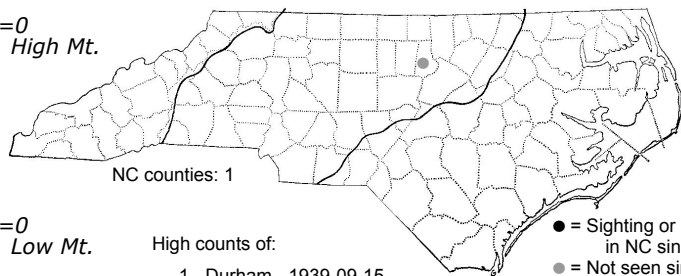 =0
High Mt.
NC counties: 1
=0
Low Mt.
High counts of:
1 - Durham - 1939-09-15
● = Sighting or
in NC sin
● = Not seen si